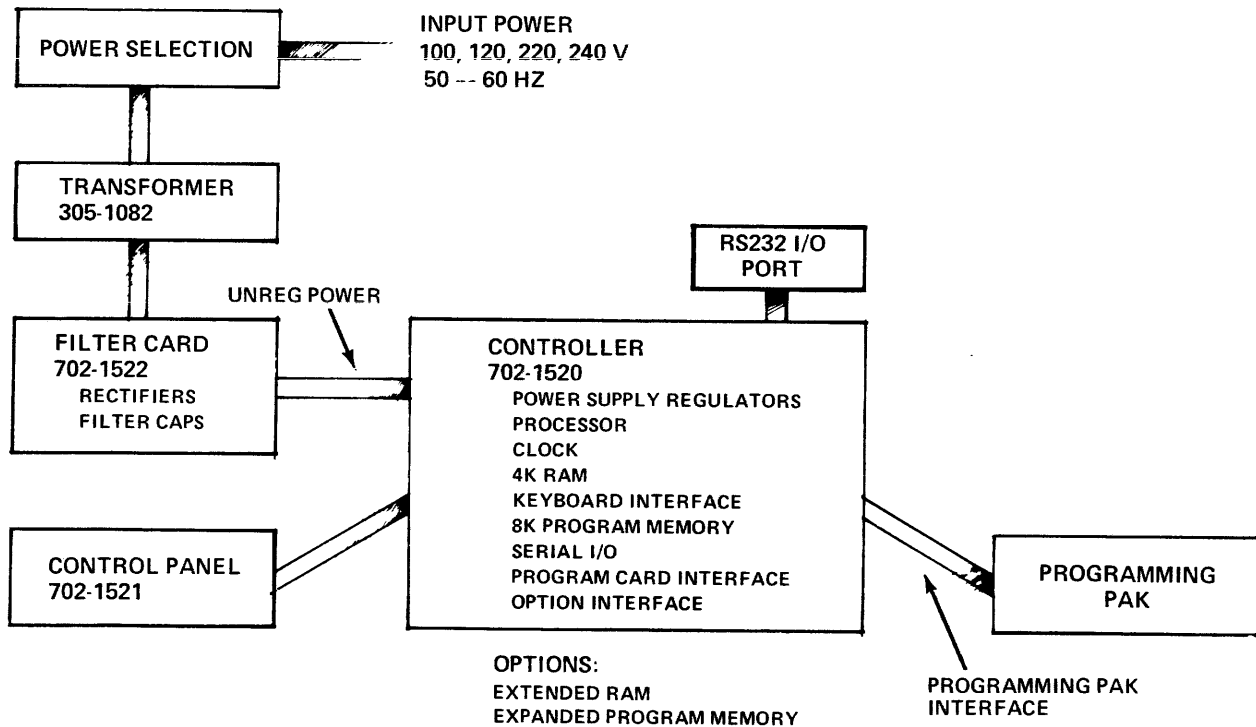 POWER SELECTION
INPUT POWER
100, 120, 220, 240 V
50 -- 60 HZ
TRANSFORMER
305-1082
RS232 I/O
PORT
UNREG POWER
FILTER CARD
702-1522
RECTIFIERS
FILTER CAPS
CONTROLLER
702-1520
POWER SUPPLY REGULATORS
PROCESSOR
CLOCK
4K RAM
KEYBOARD INTERFACE
8K PROGRAM MEMORY
SERIAL I/O
PROGRAM CARD INTERFACE
OPTION INTERFACE
CONTROL PANEL
702-1521
PROGRAMMING
PAK
OPTIONS:
EXTENDED RAM
EXPANDED PROGRAM MEMORY
PROGRAMMING PAK
INTERFACE